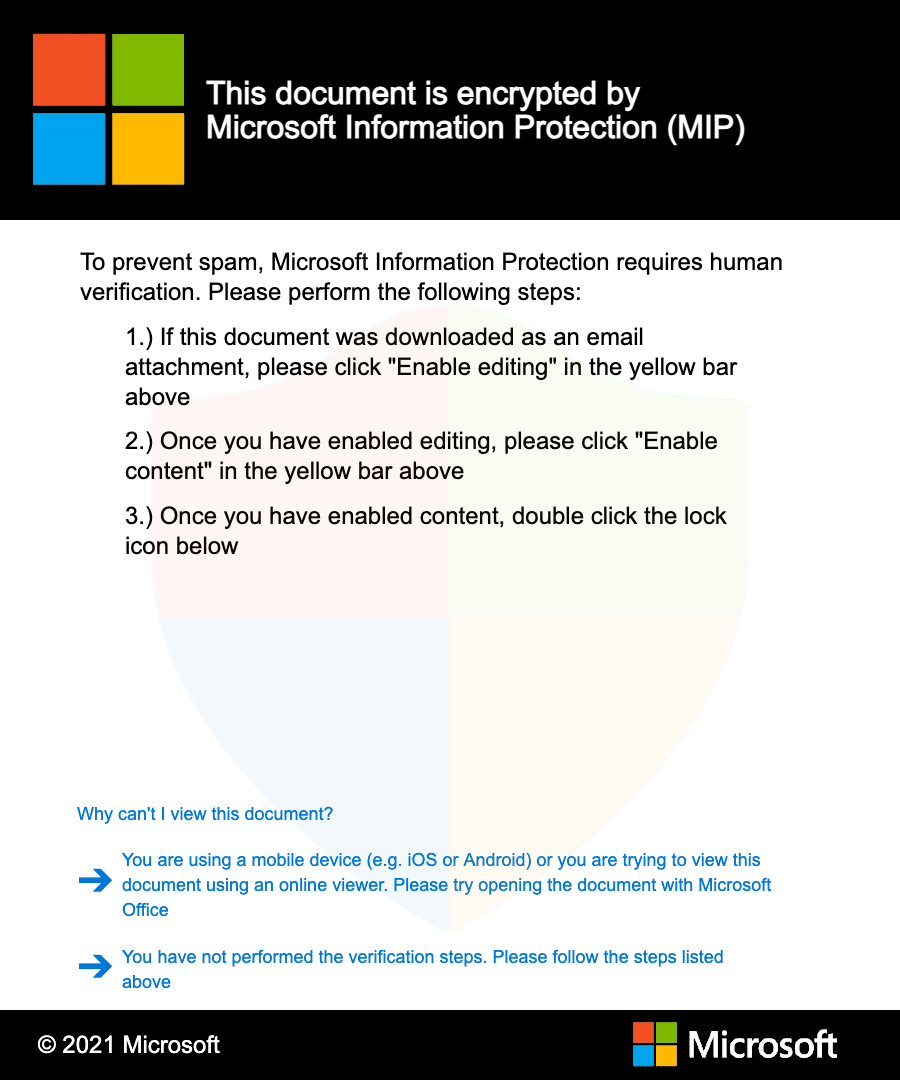 This document is encrypted by
Microsoft Information Protection (MIP)
To prevent spam, Microsoft Information Protection requires human
verification. Please perform the following steps:
1.) If this document was downloaded as an email
attachment, please click "Enable editing" in the yellow bar
above
2.) Once you have enabled editing, please click "Enable
content" in the yellow bar above
3.) Once you have enabled content, double click the lock
icon below
Why can't I view this document?
You are using a mobile device (e.g. iOS or Android) or you are trying to view this
document using an online viewer. Please try opening the document with Microsoft
Office
You have not performed the verification steps. Please follow the steps listed
above
© 2021 Microsoft
Microsoft